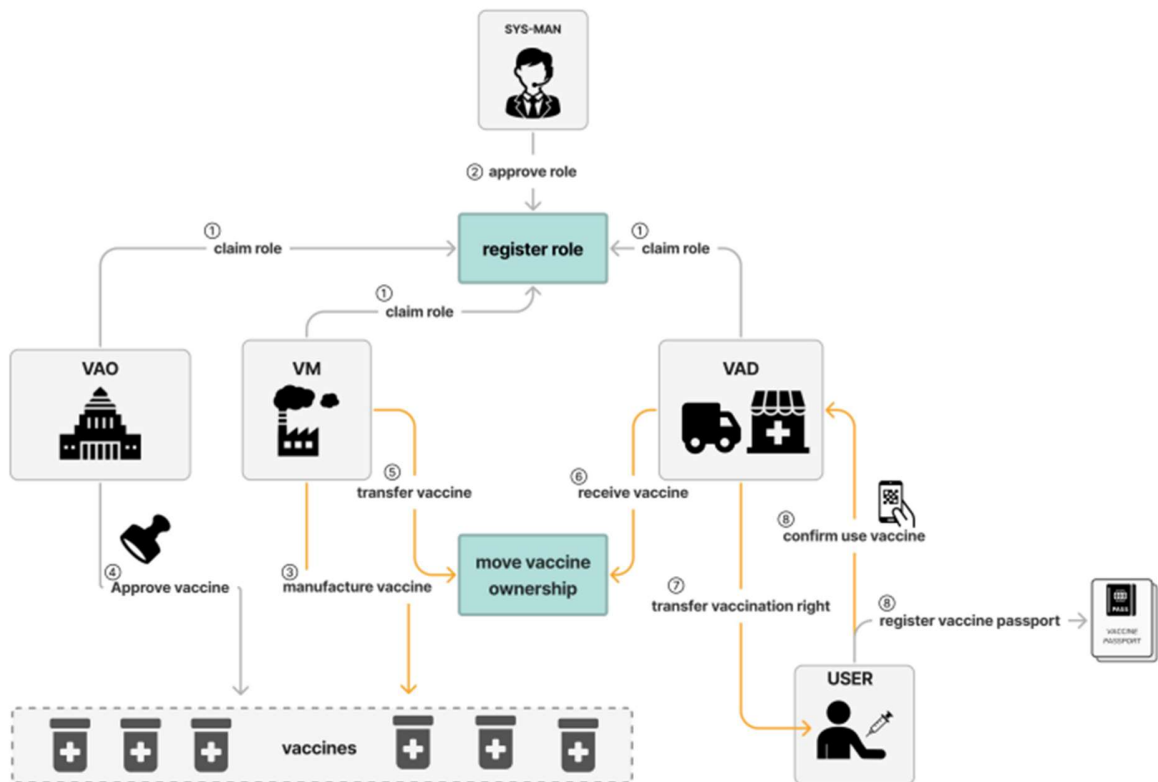 SYS-MAN
② approve role
register role
① claim role
① claim role
① claim role
VAO
VM
VAD
⑤ transfer vaccine
⑥ receive vaccine
⑧ confirm use vaccine
④ Approve vaccine
③ manufacture vaccine
move vaccine
ownership
⑦ transfer vaccination right
⑧ register vaccine passport
PASS
VACCINE
PASSPORT
USER
vaccines